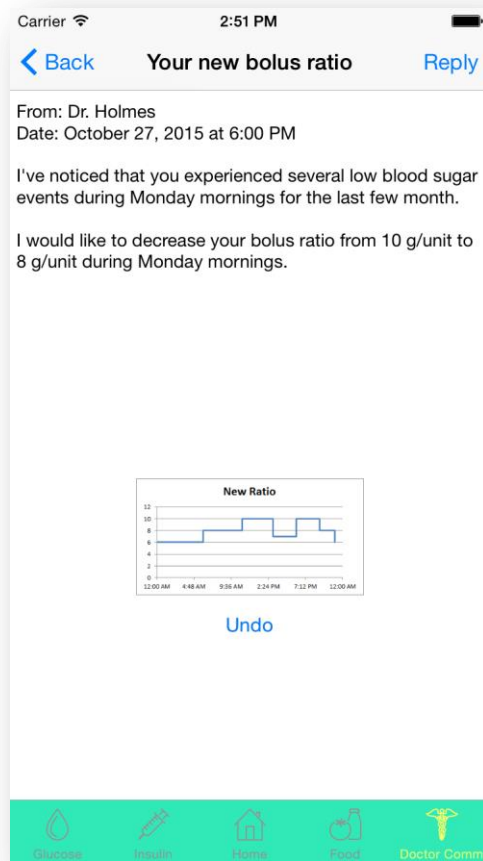 Carrier 2:51 PM
Back Your new bolus ratio Reply
From: Dr. Holmes
Date: October 27, 2015 at 6:00 PM
I've noticed that you experienced several low blood sugar
events during Monday mornings for the last few month.
I would like to decrease your bolus ratio from 10 g/unit to
8 g/unit during Monday mornings.
New Ratio
12
10
8
6
4
2
0
12:00 AM 4:48 AM 9:36 AM 2:24 PM 7:12 PM 12:00 AM
Undo
Glucose Insulin Home Food Doctor Comm